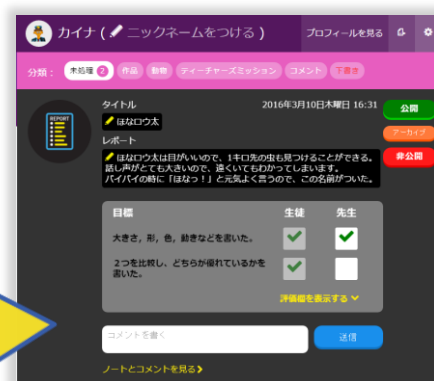 カイナ ( ニックネームをつける )
プロフィールを見る
分類： 未処理 2 作品 動物 ティーチャーズミッション コメント 下書き
タイトル 2016年3月10日木曜日 16:31
公開
REPORT
はなロウ太
アーカイブ
レポート
非公開
はなロウ太は目がいいので、1キロ先の虫も見つけることができる。
話し声がとても大きいので、遠くいてもわかってしまいます。
バイバイの時に「はなっ！」と元気よく言うので、この名前がついた。
目標 生徒 先生
大きさ，形，色，動きなどを書いた。
2つを比較し、どちらが優れているかを
書いた。
評価欄を表示する
コメントを書く
送信
ノートとコメントを見る